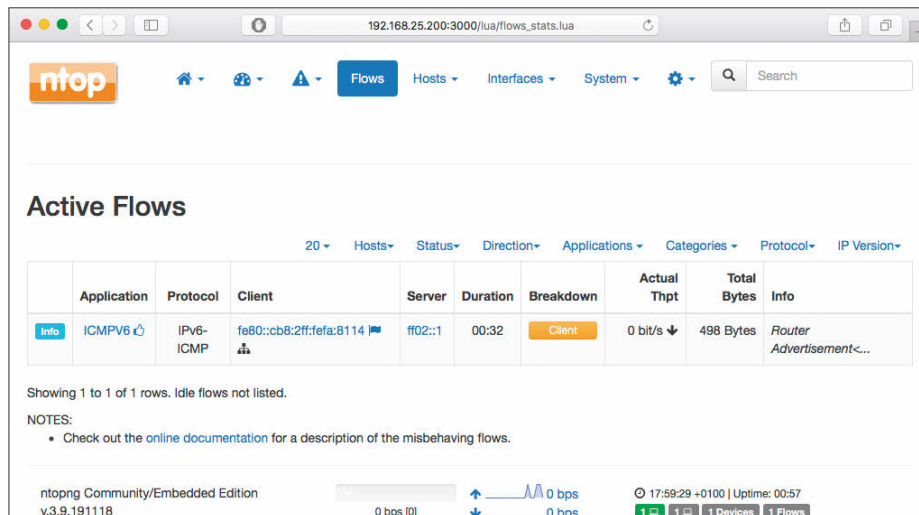 192.168.25.200:3000/lua/flows_stats.lua
ntop
Flows Hosts Interfaces System Search
Active Flows
20 Hosts Status Direction Applications Categories Protocol IP Version
Application Protocol Client Server Duration Breakdown Actual Thpt Total Bytes Info
Info ICMPV6 IPv6-ICMP fe80::cb8:2ff:fefa:8114 ff02::1 00:32 Client 0 bit/s 498 Bytes Router Advertisement<...
Showing 1 to 1 of 1 rows. Idle flows not listed.
NOTES:
• Check out the online documentation for a description of the misbehaving flows.
ntopng Community/Embedded Edition 0 bps 17:59:29 +0100 | Uptime: 00:57
v.3.9.191118 0 bps [0] 0 bps 1 1 1 Devices 1 Flows